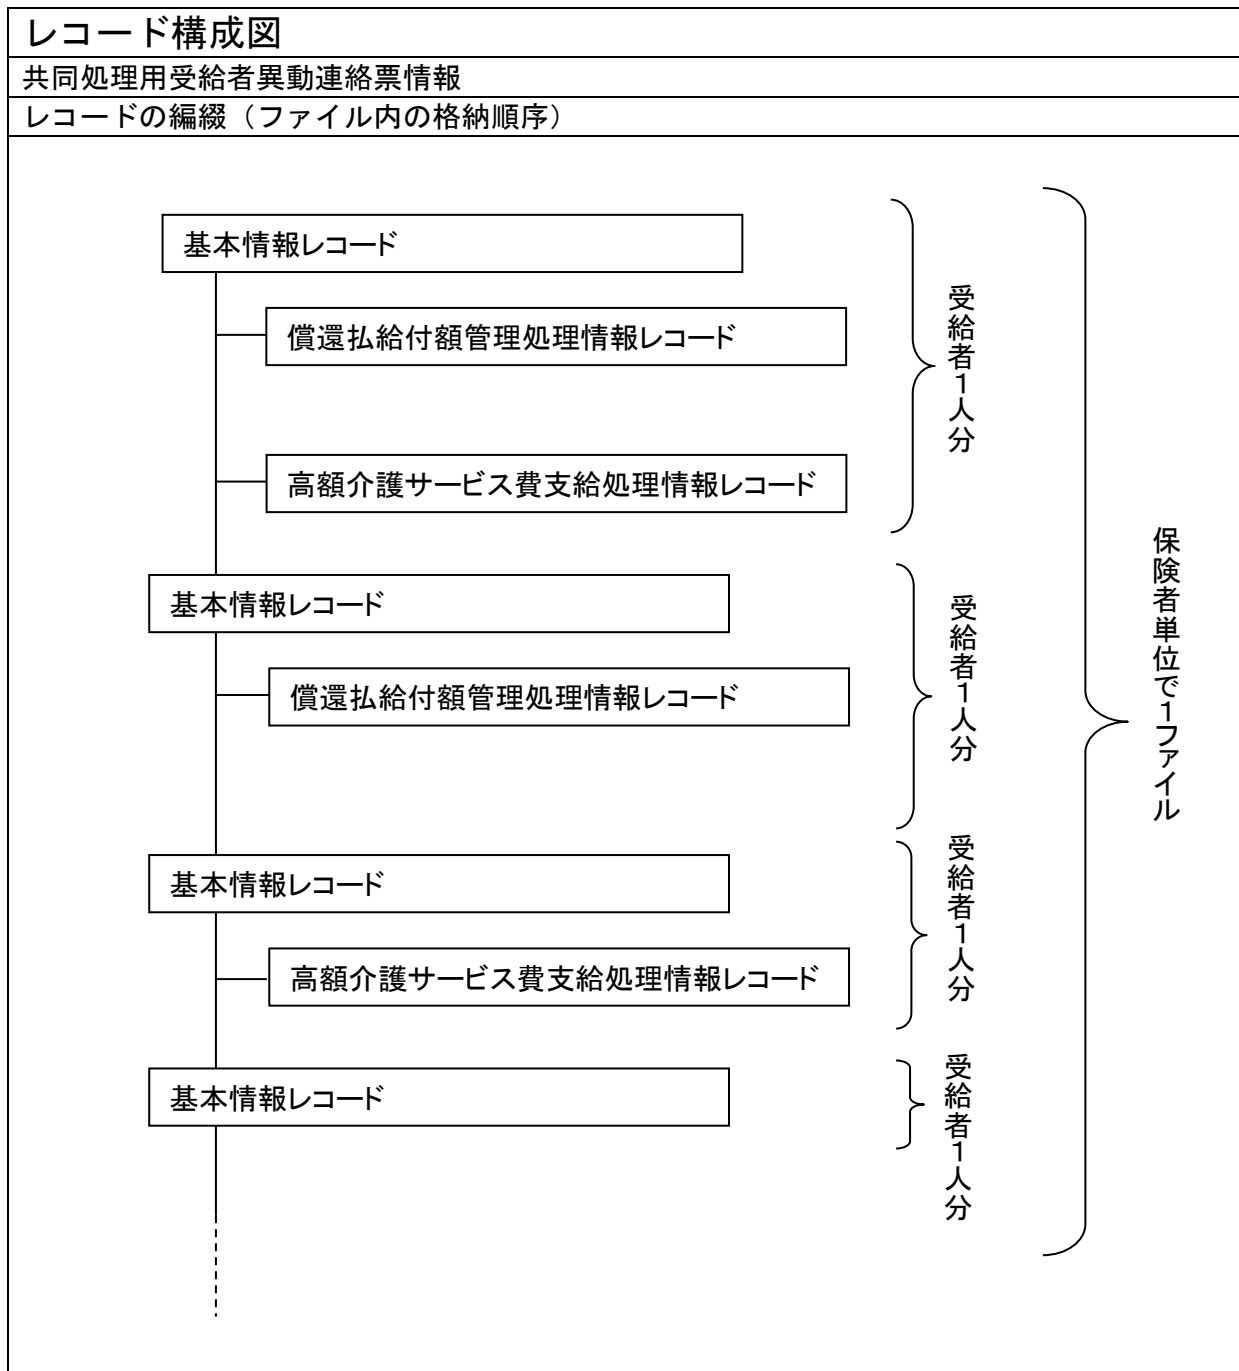 レコード構成図
共同処理用受給者異動連絡票情報
レコードの編綴（ファイル内の格納順序）
基本情報レコード
償還払給付額管理処理情報レコード
高額介護サービス費支給処理情報レコード
受給者１人分
基本情報レコード
償還払給付額管理処理情報レコード
受給者１人分
基本情報レコード
高額介護サービス費支給処理情報レコード
受給者１人分
基本情報レコード
受給者１人分
保険者単位で１ファイル